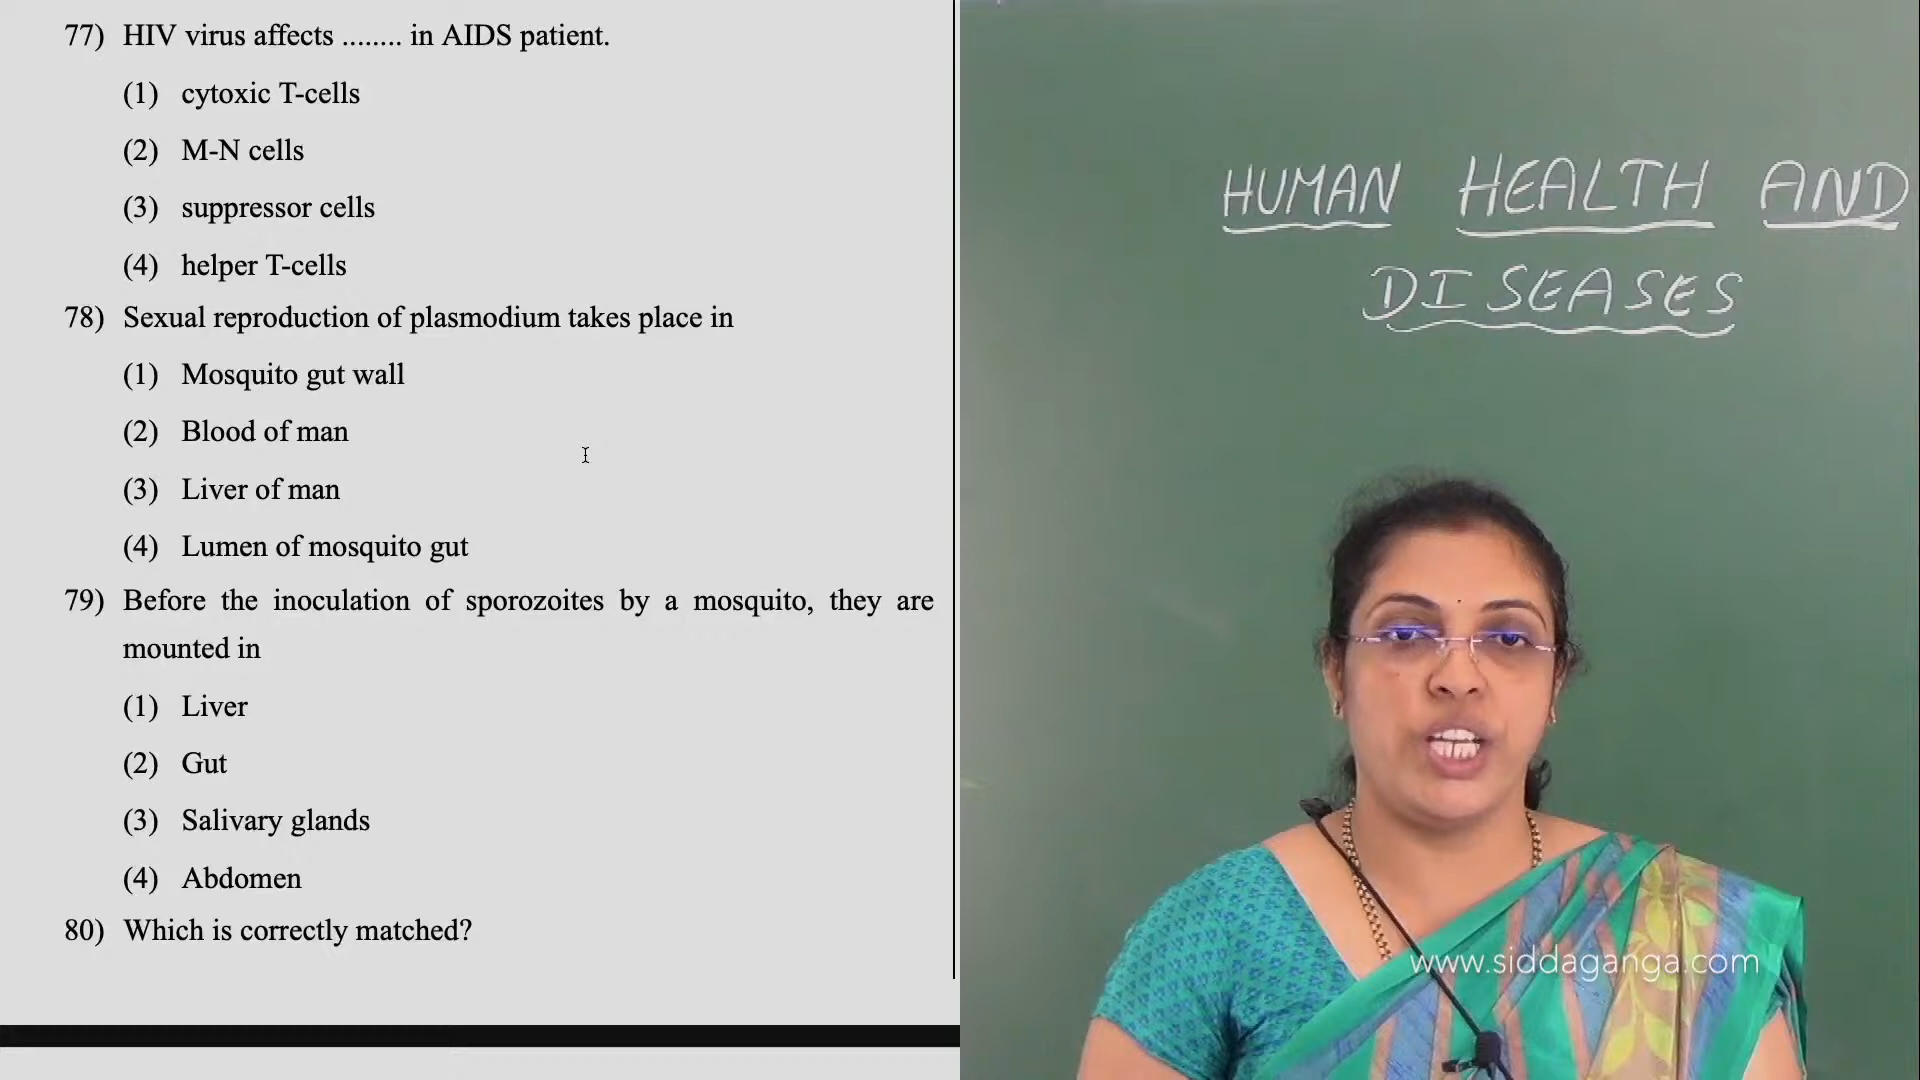 77) HIV virus affects ........ in AIDS patient.
(1) cytoxic T-cells
(2) M-N cells
(3) suppressor cells
(4) helper T-cells
78) Sexual reproduction of plasmodium takes place in
(1) Mosquito gut wall
(2) Blood of man
(3) Liver of man
(4) Lumen of mosquito gut
79) Before the inoculation of sporozoites by a mosquito, they are
mounted in
(1) Liver
(2) Gut
(3) Salivary glands
(4) Abdomen
80) Which is correctly matched?
HUMAN HEALTH AND
DISEASES
www.siddaganga.com